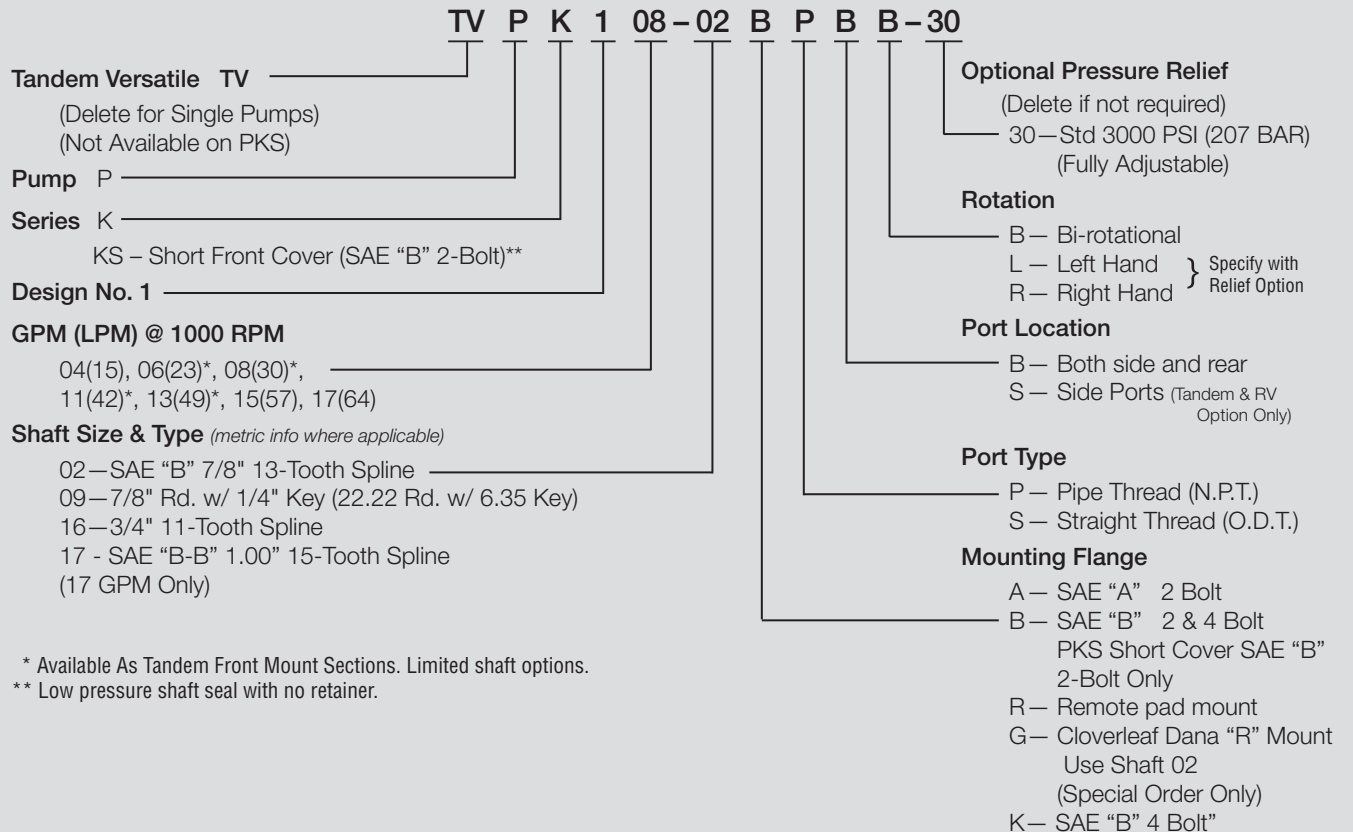 TV P K 1 08 – 02 B P B B – 30
Tandem Versatile TV
(Delete for Single Pumps)
(Not Available on PKS)
Pump P
Series K
KS – Short Front Cover (SAE “B” 2-Bolt)**
Design No. 1
GPM (LPM) @ 1000 RPM
04(15), 06(23)*, 08(30)*,
11(42)*, 13(49)*, 15(57), 17(64)
Shaft Size & Type (metric info where applicable)
02—SAE “B” 7/8" 13-Tooth Spline
09—7/8" Rd. w/ 1/4" Key (22.22 Rd. w/ 6.35 Key)
16—3/4" 11-Tooth Spline
17 - SAE “B-B” 1.00” 15-Tooth Spline
(17 GPM Only)
* Available As Tandem Front Mount Sections. Limited shaft options.
** Low pressure shaft seal with no retainer.
Optional Pressure Relief
(Delete if not required)
30—Std 3000 PSI (207 BAR)
(Fully Adjustable)
Rotation
B— Bi-rotational
L— Left Hand
R— Right Hand
} Specify with
Relief Option
Port Location
B— Both side and rear
S— Side Ports (Tandem & RV
Option Only)
Port Type
P— Pipe Thread (N.P.T.)
S— Straight Thread (O.D.T.)
Mounting Flange
A— SAE “A” 2 Bolt
B— SAE “B” 2 & 4 Bolt
PKS Short Cover SAE “B”
2-Bolt Only
R— Remote pad mount
G— Cloverleaf Dana “R” Mount
Use Shaft 02
(Special Order Only)
K— SAE “B” 4 Bolt”